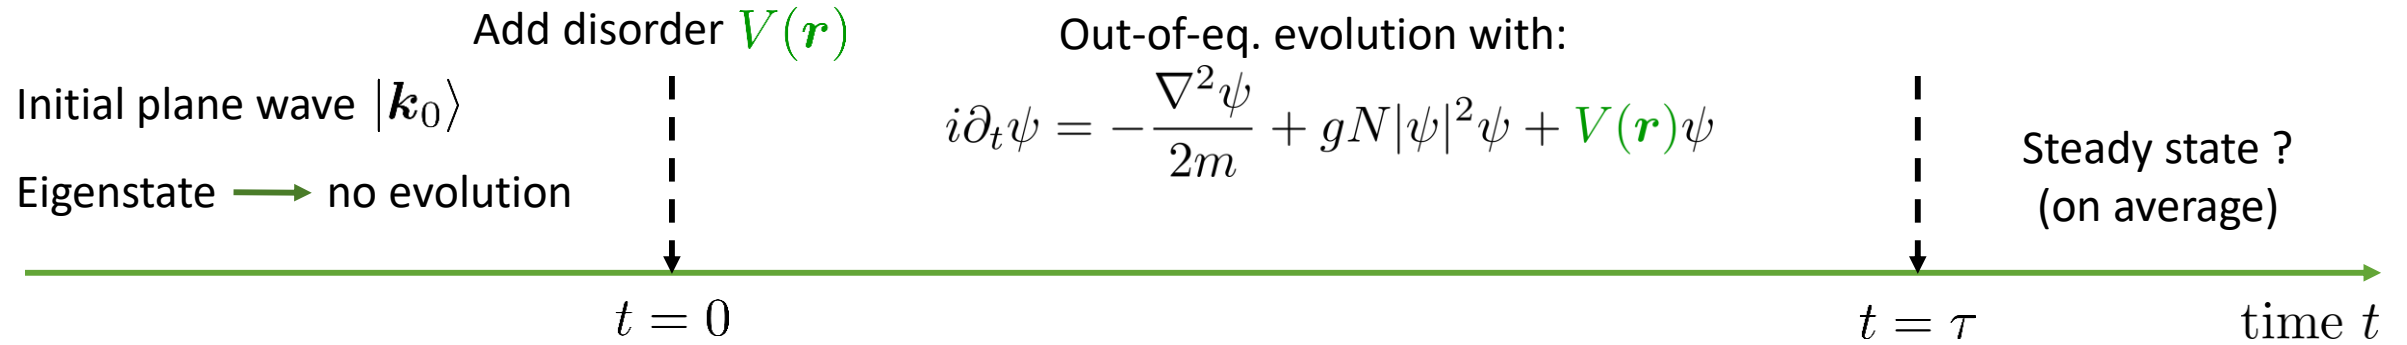 Add disorder V(r)
Out-of-eq. evolution with:
Initial plane wave |k₀⟩
i∂ₜψ = −∇²ψ/2m + gN|ψ|²ψ + V(r)ψ
Eigenstate ⟶ no evolution
Steady state ?
(on average)
t = 0
t = τ
time t